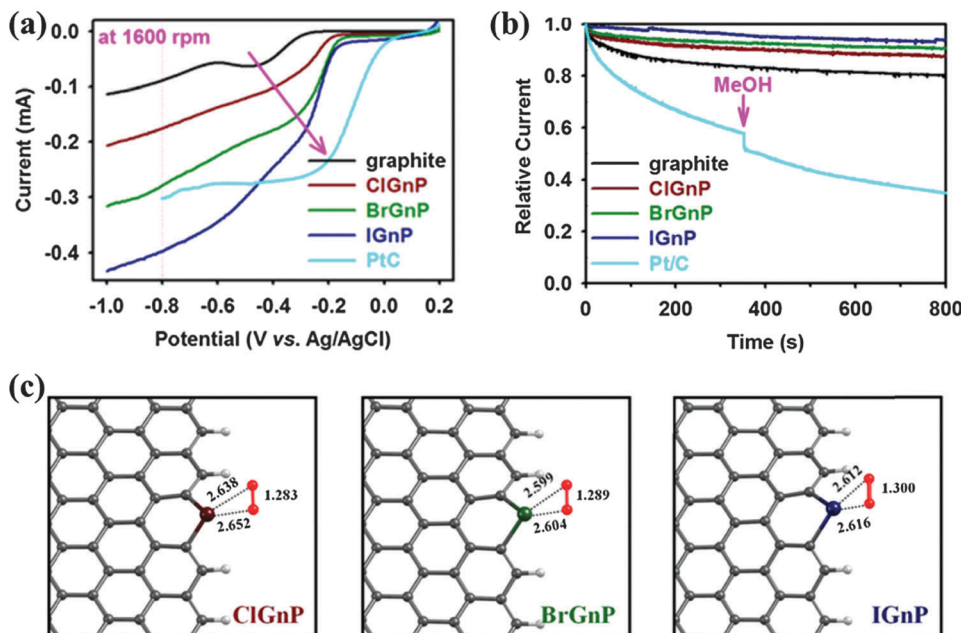 (a)
at 1600 rpm
0.0
-0.1
-0.2
-0.3
-0.4
Current (mA)
graphite
ClGnP
BrGnP
IGnP
PtC
-1.0 -0.8 -0.6 -0.4 -0.2 0.0 0.2
Potential (V vs. Ag/AgCl)
(b)
1.0
0.8
0.6
0.4
0.2
0.0
Relative Current
MeOH
graphite
ClGnP
BrGnP
IGnP
Pt/C
0 200 400 600 800
Time (s)
(c)
2.638
1.283
2.652
ClGnP
2.599
1.289
2.604
BrGnP
2.612
1.300
2.616
IGnP